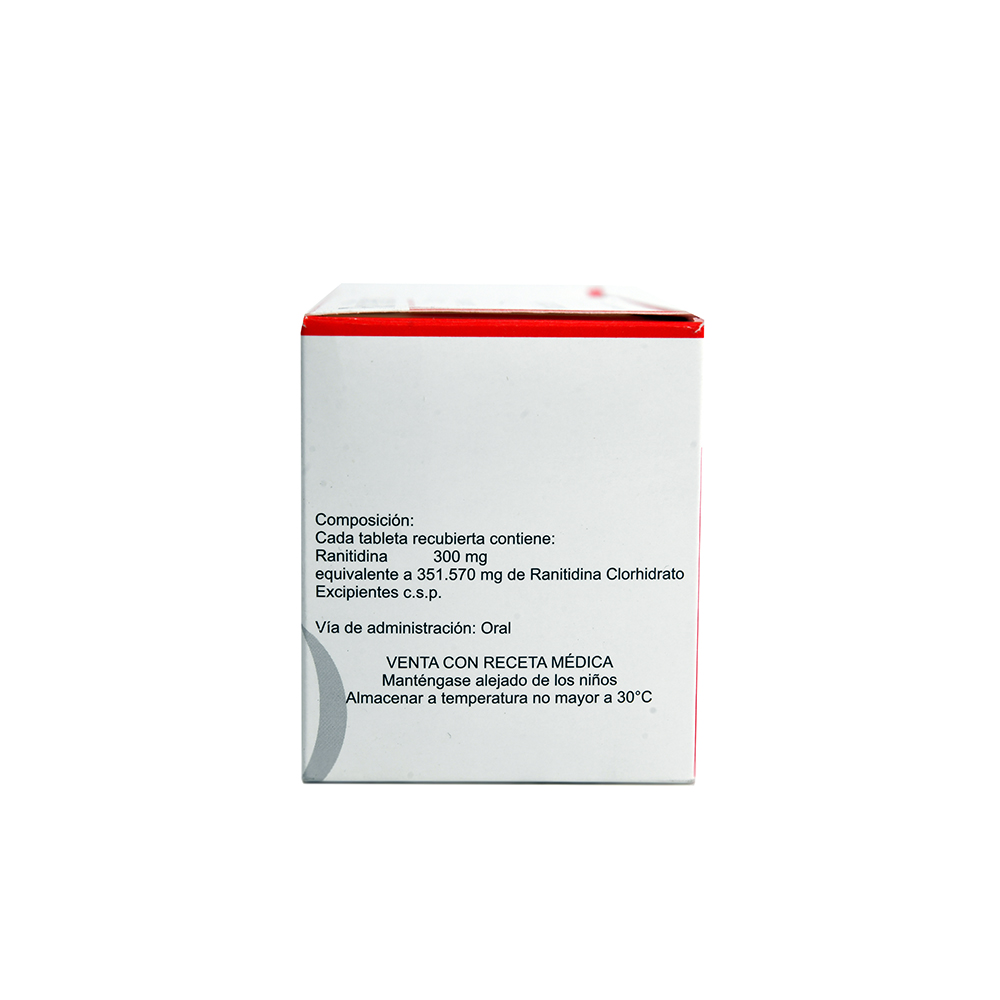 Composición:
Cada tableta recubierta contiene:
Ranitidina 300 mg
equivalente a 351.570 mg de Ranitidina Clorhidrato
Excipientes c.s.p.
Vía de administración: Oral
VENTA CON RECETA MÉDICA
Manténgase alejado de los niños
Almacenar a temperatura no mayor a 30°C